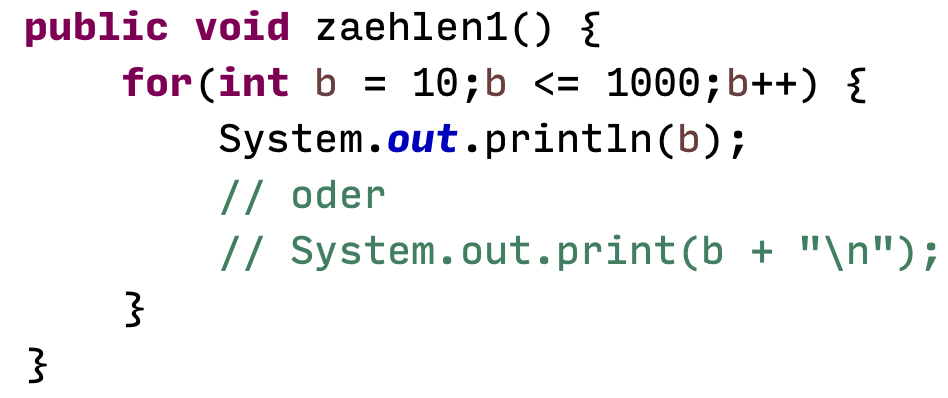 public void zaehlen1() {
    for(int b = 10;b <= 1000;b++) {
        System.out.println(b);
        // oder
        // System.out.print(b + "\n");
    }
}